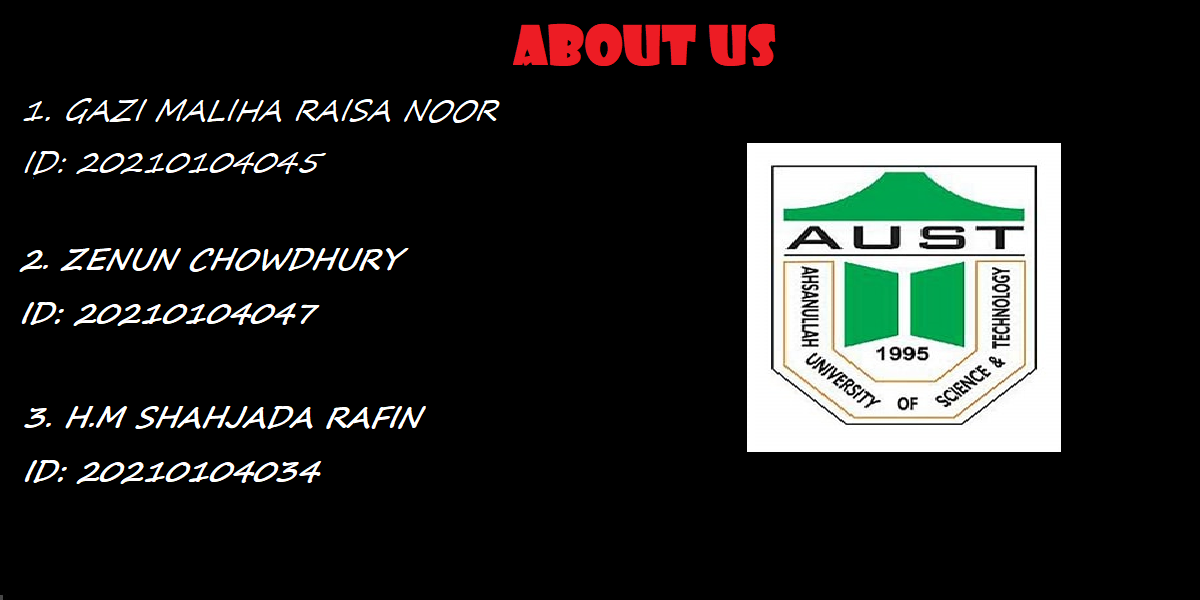 ABOUT US
1. GAZI MALIHA RAISA NOOR
ID: 20210104045
2. ZENUN CHOWDHURY
ID: 20210104047
3. H.M SHAHJADA RAFIN
ID: 20210104034
AUST
1995
AHSANULLAH UNIVERSITY OF SCIENCE & TECHNOLOGY